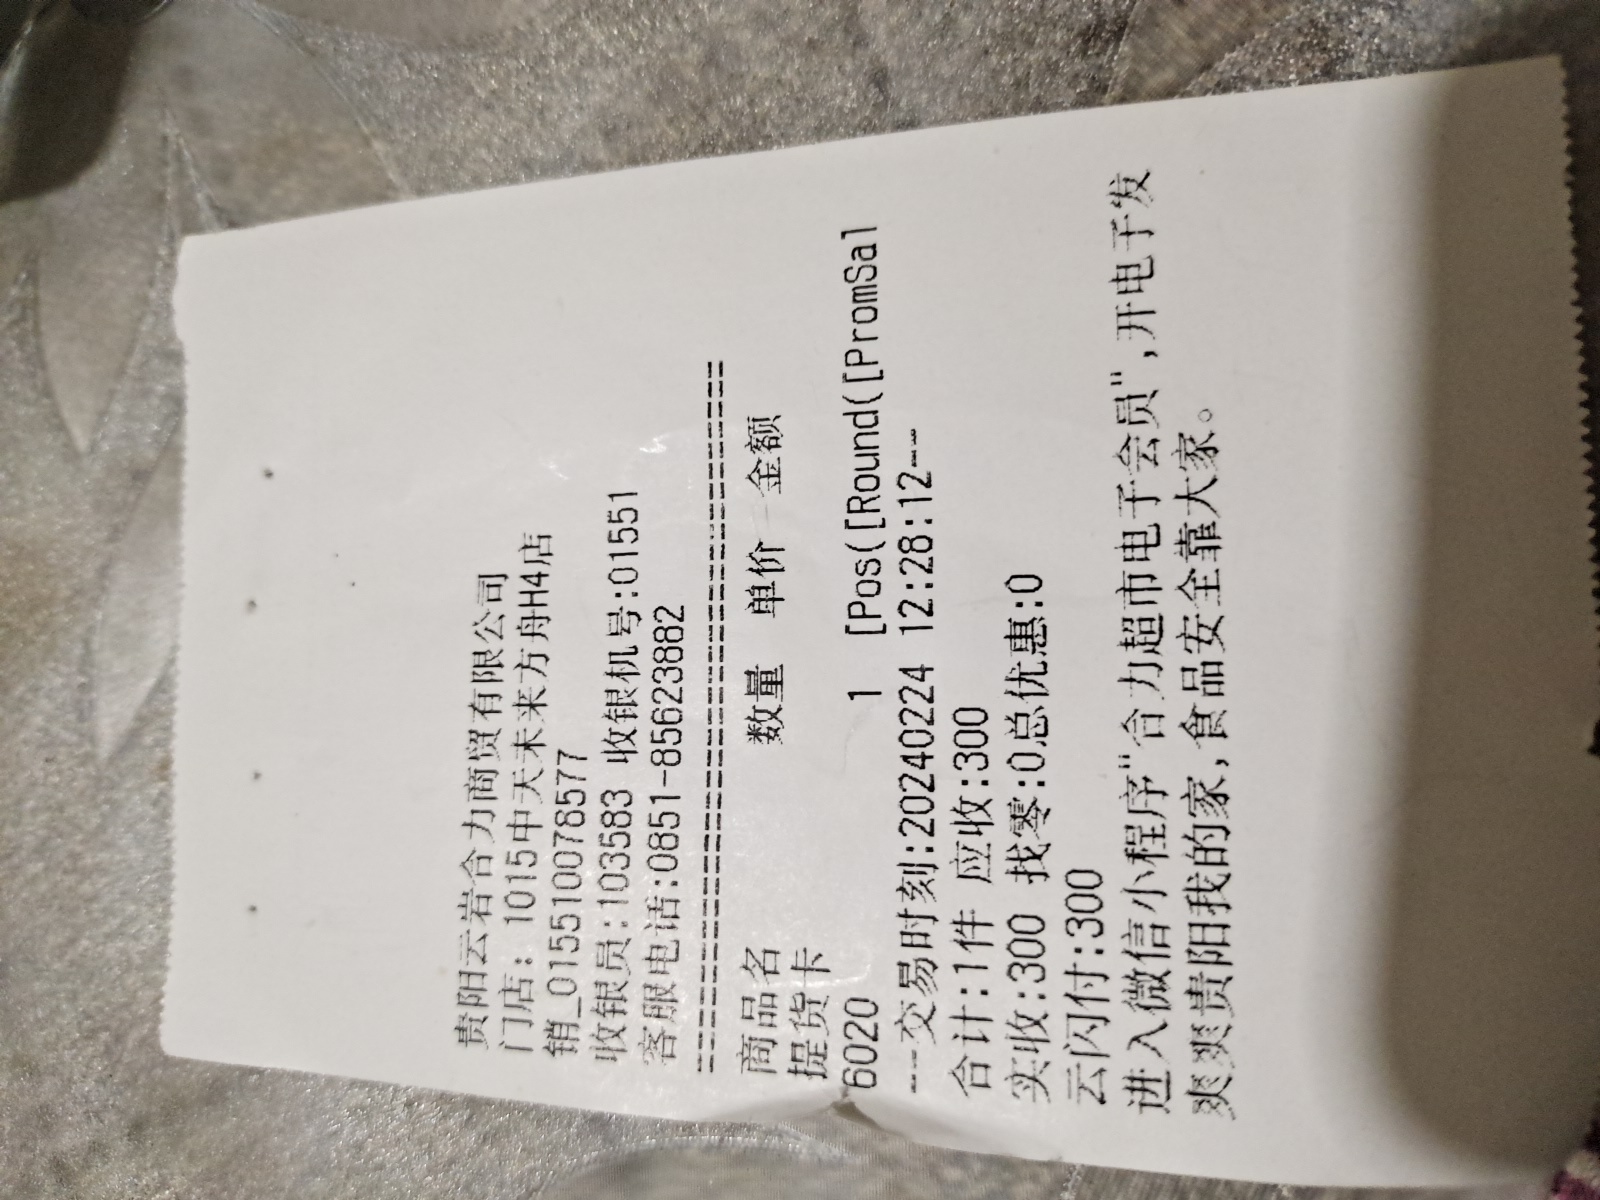 贵阳云岩合力商贸有限公司
门店: 1015中天未来方舟H4店
销_015510078577
收银员:103583 收银机号:01551
客服电话:0851-85623882
========================================
商品名 数量 单价 金额
提货卡
6020 1 [Pos([Round([PromSal
---交易时刻:20240224 12:28:12--
合计:1件 应收:300
实收:300 找零:0总优惠:0
云闪付:300
进入微信小程序"合力超市电子会员",开电子发
爽爽贵阳我的家,食品安全靠大家。